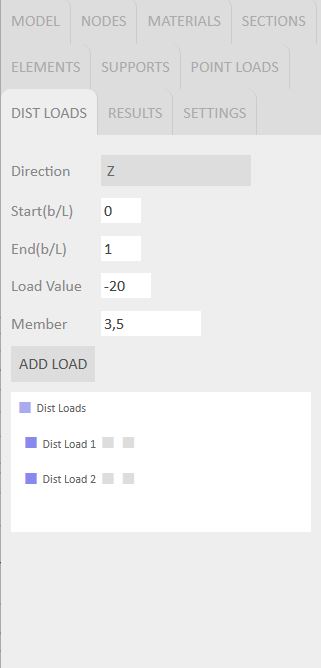 MODEL NODES MATERIALS SECTIONS
ELEMENTS SUPPORTS POINT LOADS
DIST LOADS RESULTS SETTINGS
Direction Z
Start(b/L) 0
End(b/L) 1
Load Value -20
Member 3,5
ADD LOAD
Dist Loads
Dist Load 1
Dist Load 2